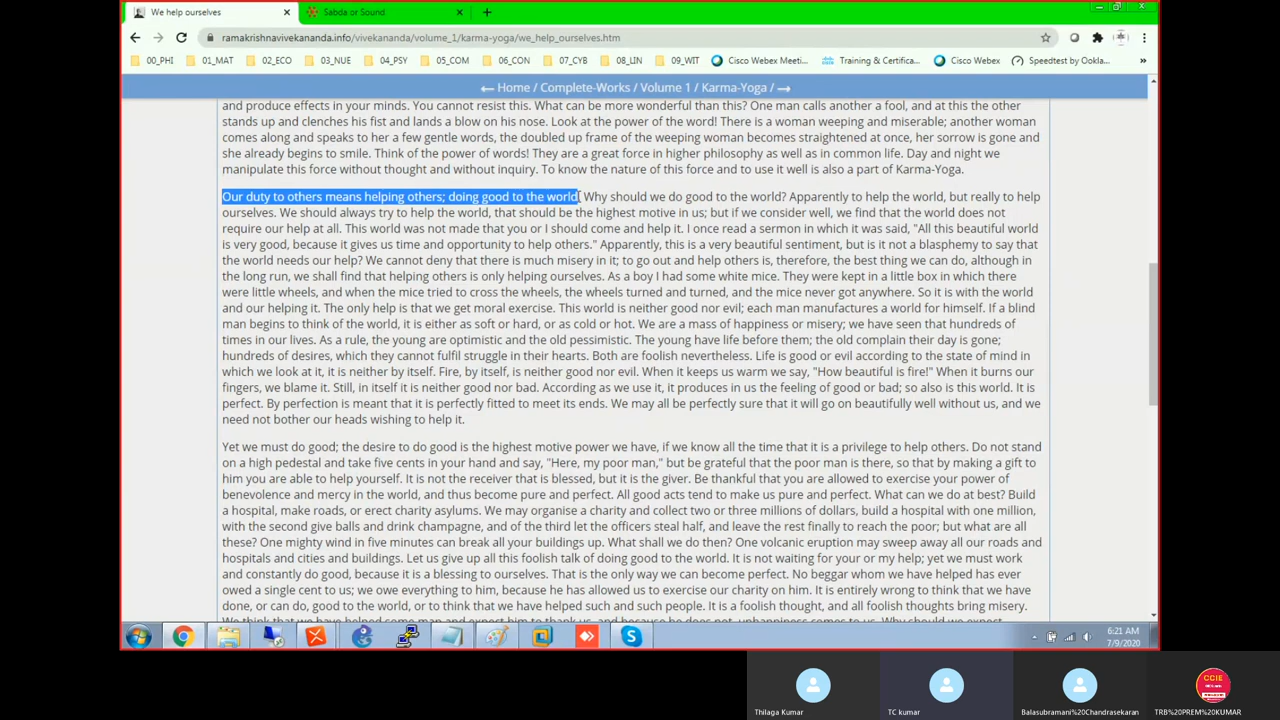 We help ourselves
Sabda or Sound
ramakrishnavivekananda.info/vivekananda/volume_1/karma-yoga/we_help_ourselves.htm
00_PHI 01_MAT 02_ECO 03_NUE 04_PSY 05_COM 06_CON 07_CYB 08_LIN 09_WIT Cisco Webex Meeti... Training & Certifica... Cisco Webex Speedtest by Ookla... »
Home / Complete-Works / Volume 1 / Karma-Yoga /
and produce effects in your minds. You cannot resist this. What can be more wonderful than this? One man calls another a fool, and at this the other
stands up and clenches his fist and lands a blow on his nose. Look at the power of the word! There is a woman weeping and miserable; another woman
comes along and speaks to her a few gentle words, the doubled up frame of the weeping woman becomes straightened at once, her sorrow is gone and
she already begins to smile. Think of the power of words! They are a great force in higher philosophy as well as in common life. Day and night we
manipulate this force without thought and without inquiry. To know the nature of this force and to use it well is also a part of Karma-Yoga.
Our duty to others means helping others; doing good to the world. Why should we do good to the world? Apparently to help the world, but really to help
ourselves. We should always try to help the world, that should be the highest motive in us; but if we consider well, we find that the world does not
require our help at all. This world was not made that you or I should come and help it. I once read a sermon in which it was said, "All this beautiful world
is very good, because it gives us time and opportunity to help others." Apparently, this is a very beautiful sentiment, but is it not a blasphemy to say that
the world needs our help? We cannot deny that there is much misery in it; to go out and help others is, therefore, the best thing we can do, although in
the long run, we shall find that helping others is only helping ourselves. As a boy I had some white mice. They were kept in a little box in which there
were little wheels, and when the mice tried to cross the wheels, the wheels turned and turned, and the mice never got anywhere. So it is with the world
and our helping it. The only help is that we get moral exercise. This world is neither good nor evil; each man manufactures a world for himself. If a blind
man begins to think of the world, it is either as soft or hard, or as cold or hot. We are a mass of happiness or misery; we have seen that hundreds of
times in our lives. As a rule, the young are optimistic and the old pessimistic. The young have life before them; the old complain their day is gone;
hundreds of desires, which they cannot fulfil struggle in their hearts. Both are foolish nevertheless. Life is good or evil according to the state of mind in
which we look at it, it is neither by itself. Fire, by itself, is neither good nor evil. When it keeps us warm we say, "How beautiful is fire!" When it burns our
fingers, we blame it. Still, in itself it is neither good nor bad. According as we use it, it produces in us the feeling of good or bad; so also is this world. It is
perfect. By perfection is meant that it is perfectly fitted to meet its ends. We may all be perfectly sure that it will go on beautifully well without us, and we
need not bother our heads wishing to help it.
Yet we must do good; the desire to do good is the highest motive power we have, if we know all the time that it is a privilege to help others. Do not stand
on a high pedestal and take five cents in your hand and say, "Here, my poor man," but be grateful that the poor man is there, so that by making a gift to
him you are able to help yourself. It is not the receiver that is blessed, but it is the giver. Be thankful that you are allowed to exercise your power of
benevolence and mercy in the world, and thus become pure and perfect. All good acts tend to make us pure and perfect. What can we do at best? Build
a hospital, make roads, or erect charity asylums. We may organise a charity and collect two or three millions of dollars, build a hospital with one million,
with the second give balls and drink champagne, and of the third let the officers steal half, and leave the rest finally to reach the poor; but what are all
these? One mighty wind in five minutes can break all your buildings up. What shall we do then? One volcanic eruption may sweep away all our roads and
hospitals and cities and buildings. Let us give up all this foolish talk of doing good to the world. It is not waiting for your or my help; yet we must work
and constantly do good, because it is a blessing to ourselves. That is the only way we can become perfect. No beggar whom we have helped has ever
owed a single cent to us; we owe everything to him, because he has allowed us to exercise our charity on him. It is entirely wrong to think that we have
done, or can do, good to the world, or to think that we have helped such and such people. It is a foolish thought, and all foolish thoughts bring misery.
We think that we have helped some man and expect him to thank us, and because he does not, unhappiness comes to us. Why should we expect
6:21 AM
7/9/2020
CCIE
Thilaga Kumar
TC kumar
Balasubramani%20Chandrasekaran
TRB%20PREM%20KUMAR